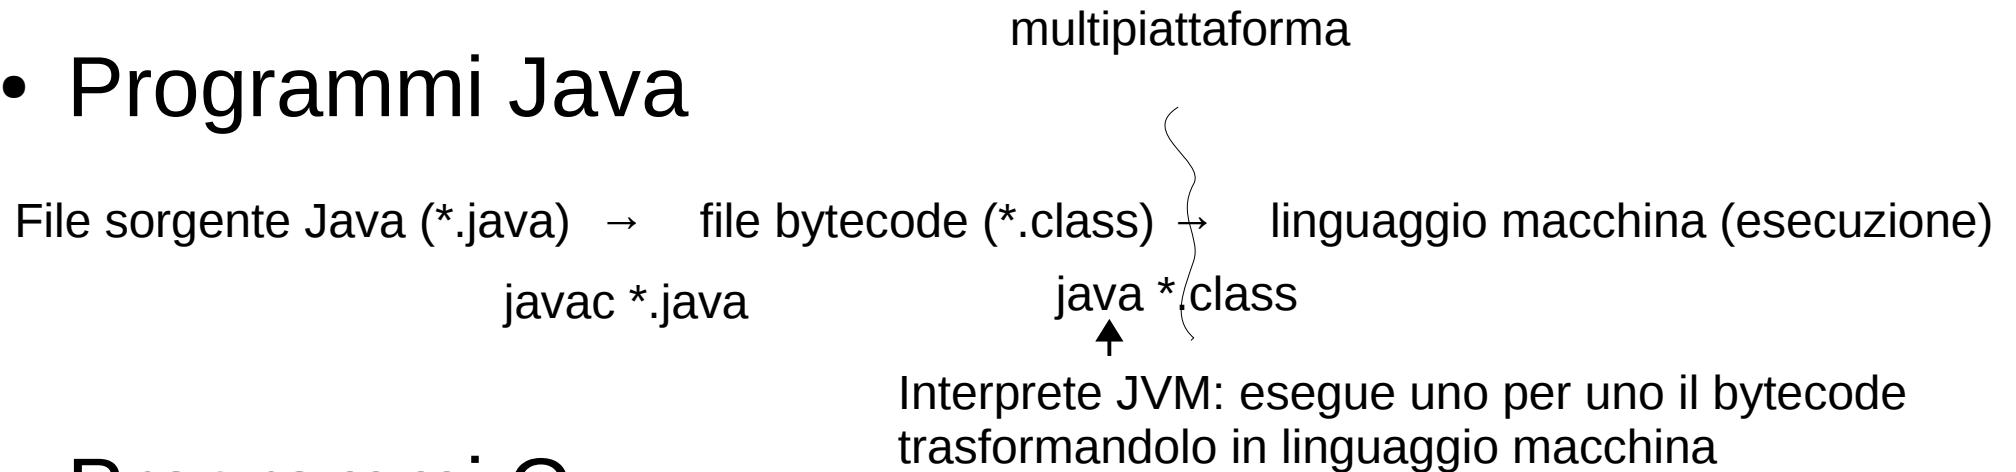 multipiattaforma
• Programmi Java
File sorgente Java (*.java) → file bytecode (*.class) → linguaggio macchina (esecuzione)
javac *.java java *.class
Interprete JVM: esegue uno per uno il bytecode
trasformandolo in linguaggio macchina